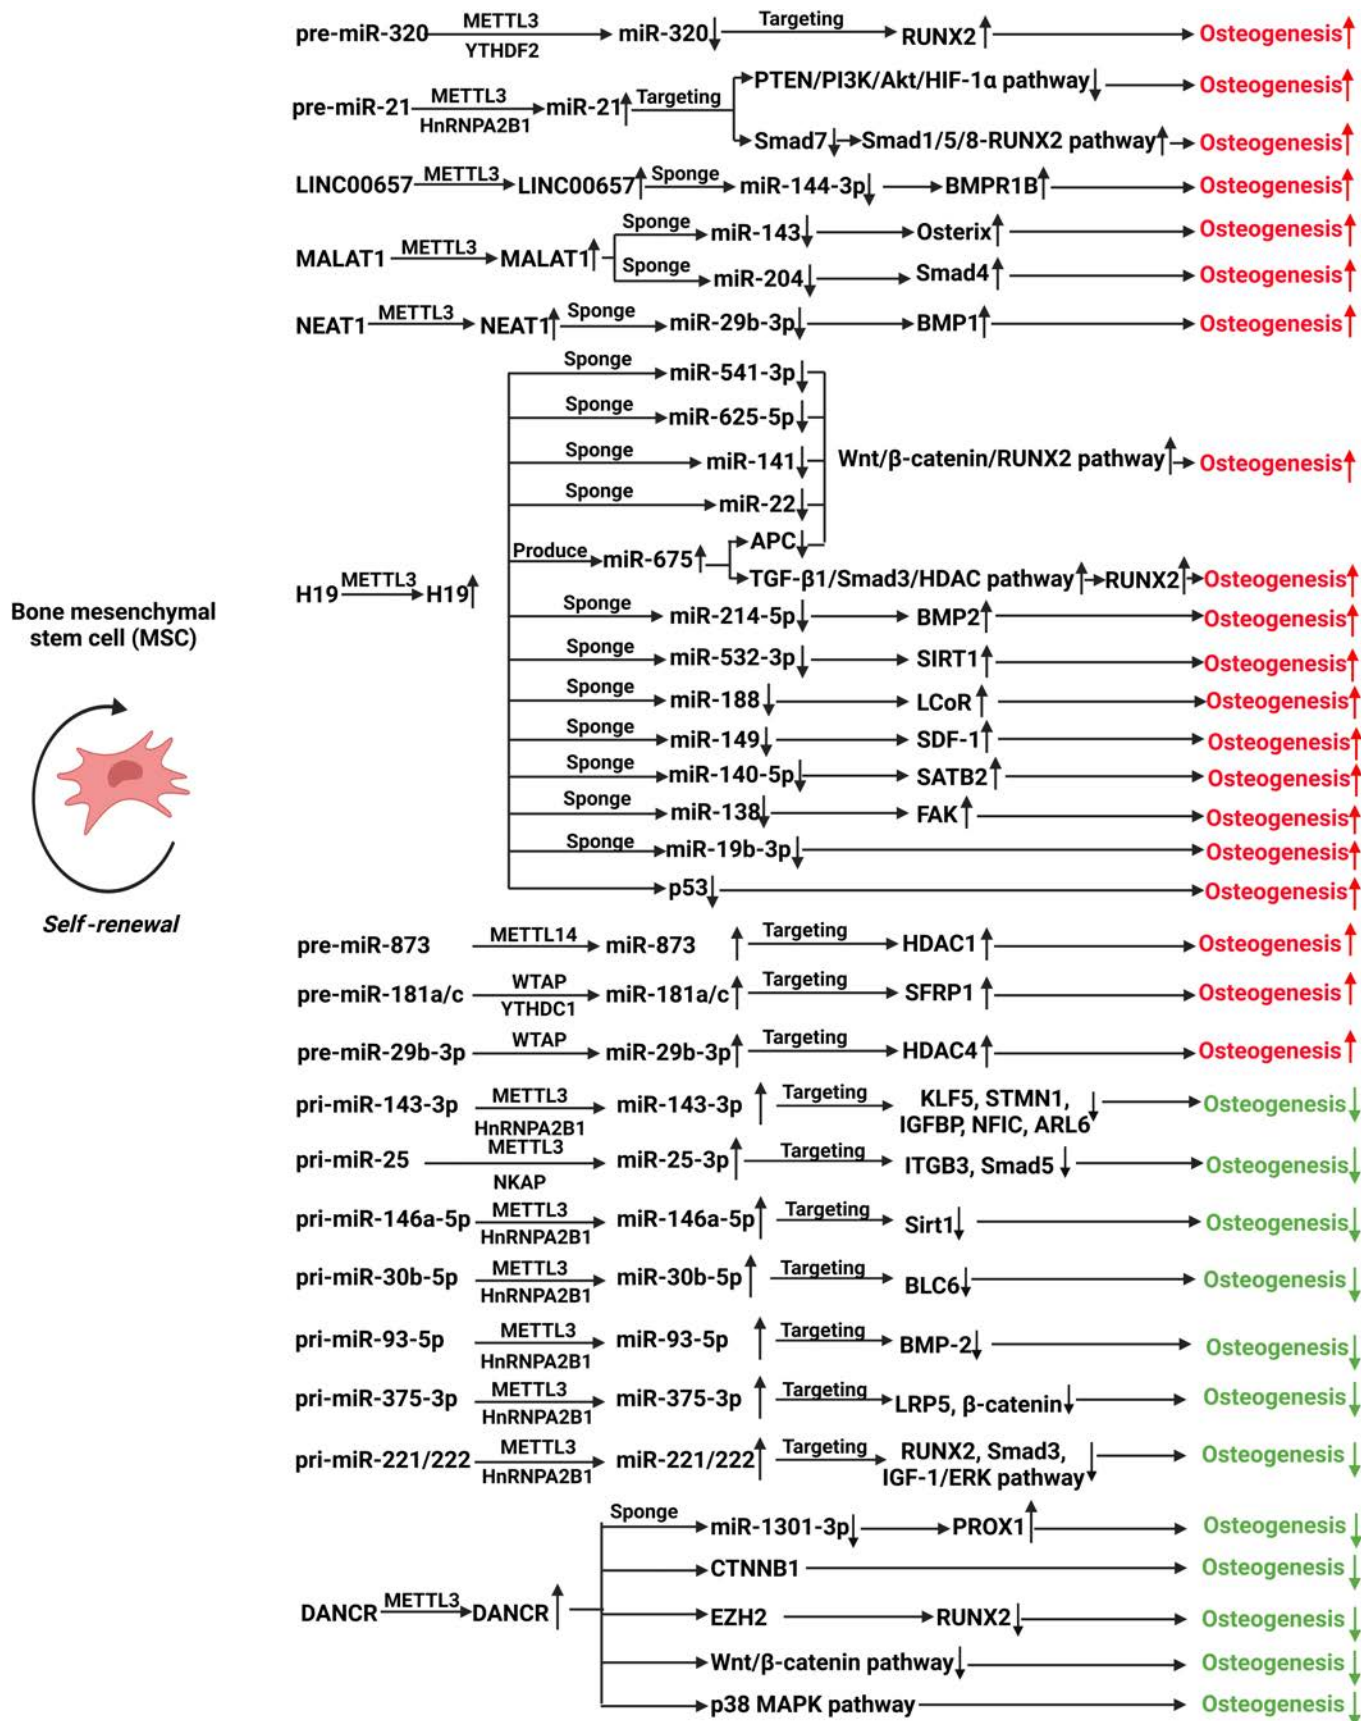 pre-miR-320 METTL3 miR-320↓ Targeting RUNX2↑ Osteogenesis↑
YTHDF2
PTEN/PI3K/Akt/HIF-1α pathway↓ Osteogenesis↑
pre-miR-21 METTL3 miR-21↑ Targeting
HnRNPA2B1
Smad7↓ Smad1/5/8-RUNX2 pathway↑ Osteogenesis↑
LINC00657 METTL3 LINC00657↑ Sponge miR-144-3p↓ BMPR1B↑ Osteogenesis↑
Sponge miR-143↓ Osterix↑ Osteogenesis↑
MALAT1 METTL3 MALAT1↑
Sponge miR-204↓ Smad4↑ Osteogenesis↑
NEAT1 METTL3 NEAT1↑ Sponge miR-29b-3p↓ BMP1↑ Osteogenesis↑
Sponge miR-541-3p↓
Sponge miR-625-5p↓
Sponge miR-141↓ Wnt/β-catenin/RUNX2 pathway↑ Osteogenesis↑
Sponge miR-22↓
APC↓
Produce miR-675↑
TGF-β1/Smad3/HDAC pathway↑ RUNX2↑ Osteogenesis↑
H19 METTL3 H19↑
Bone mesenchymal
stem cell (MSC)
Sponge miR-214-5p↓ BMP2↑ Osteogenesis↑
Sponge miR-532-3p↓ SIRT1↑ Osteogenesis↑
Sponge miR-188↓ LCoR↑ Osteogenesis↑
Sponge miR-149↓ SDF-1↑ Osteogenesis↑
Sponge miR-140-5p↓ SATB2↑ Osteogenesis↑
Sponge miR-138↓ FAK↑ Osteogenesis↑
Sponge miR-19b-3p↓ Osteogenesis↑
p53↓ Osteogenesis↑
Self-renewal
pre-miR-873 METTL14 miR-873↑ Targeting HDAC1↑ Osteogenesis↑
pre-miR-181a/c WTAP miR-181a/c↑ Targeting SFRP1↑ Osteogenesis↑
YTHDC1
pre-miR-29b-3p WTAP miR-29b-3p↑ Targeting HDAC4↑ Osteogenesis↑
pri-miR-143-3p METTL3 miR-143-3p↑ Targeting KLF5, STMN1, Osteogenesis↓
HnRNPA2B1 IGFBP, NFIC, ARL6↓
pri-miR-25 METTL3 miR-25-3p↑ Targeting ITGB3, Smad5↓ Osteogenesis↓
NKAP
pri-miR-146a-5p METTL3 miR-146a-5p↑ Targeting Sirt1↓ Osteogenesis↓
HnRNPA2B1
pri-miR-30b-5p METTL3 miR-30b-5p↑ Targeting BLC6↓ Osteogenesis↓
HnRNPA2B1
pri-miR-93-5p METTL3 miR-93-5p↑ Targeting BMP-2↓ Osteogenesis↓
HnRNPA2B1
pri-miR-375-3p METTL3 miR-375-3p↑ Targeting LRP5, β-catenin↓ Osteogenesis↓
HnRNPA2B1
pri-miR-221/222 METTL3 miR-221/222↑ Targeting RUNX2, Smad3, Osteogenesis↓
HnRNPA2B1 IGF-1/ERK pathway↓
Sponge miR-1301-3p↓ PROX1↑ Osteogenesis↓
CTNNB1 Osteogenesis↓
DANCR METTL3 DANCR↑ EZH2 RUNX2↓ Osteogenesis↓
Wnt/β-catenin pathway↓ Osteogenesis↓
p38 MAPK pathway Osteogenesis↓